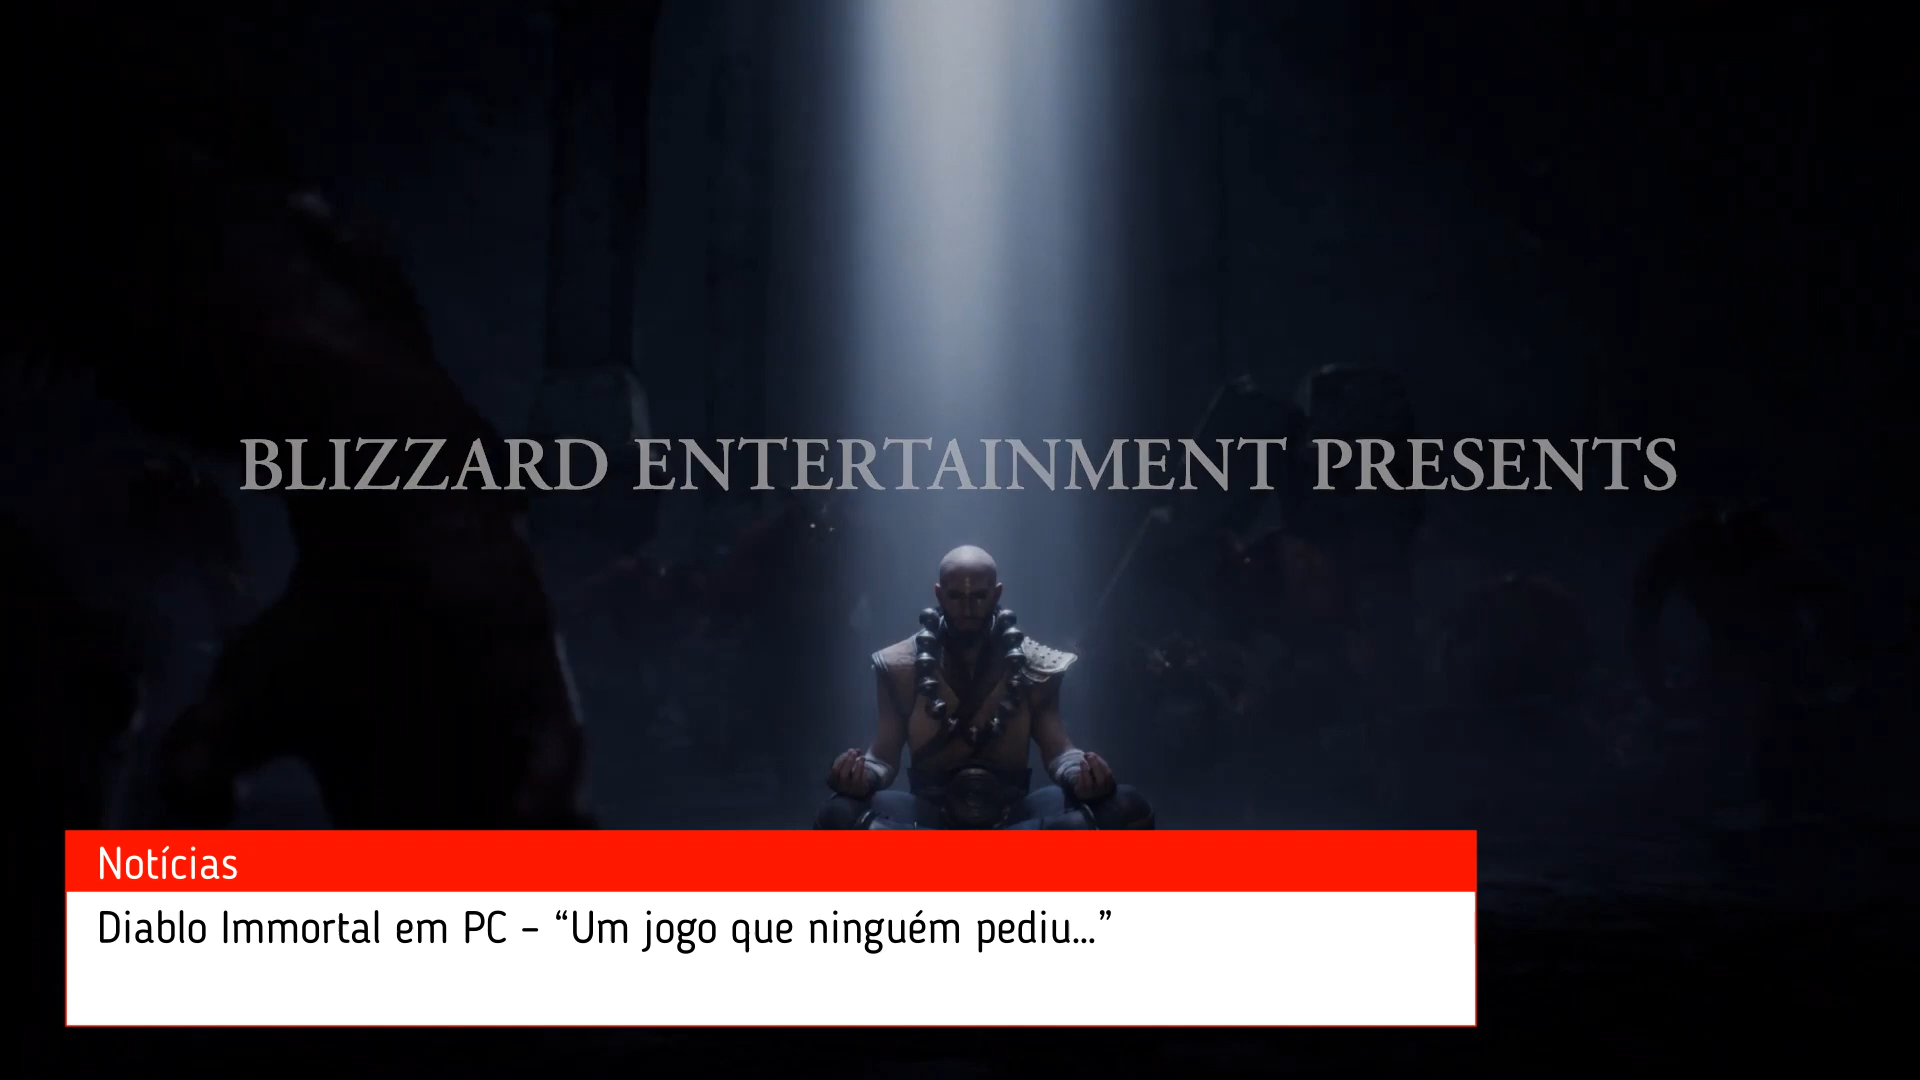 BLIZZARD ENTERTAINMENT PRESENTS
Notícias
Diablo Immortal em PC – “Um jogo que ninguém pediu…”